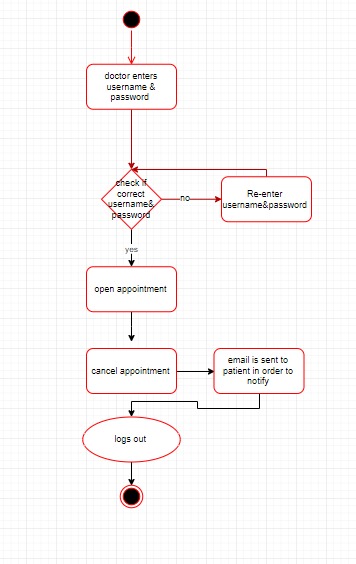 doctor enters
username &
password
check if
correct
username&
password
no
Re-enter
username&password
yes
open appointment
cancel appointment
email is sent to
patient in order to
notify
logs out